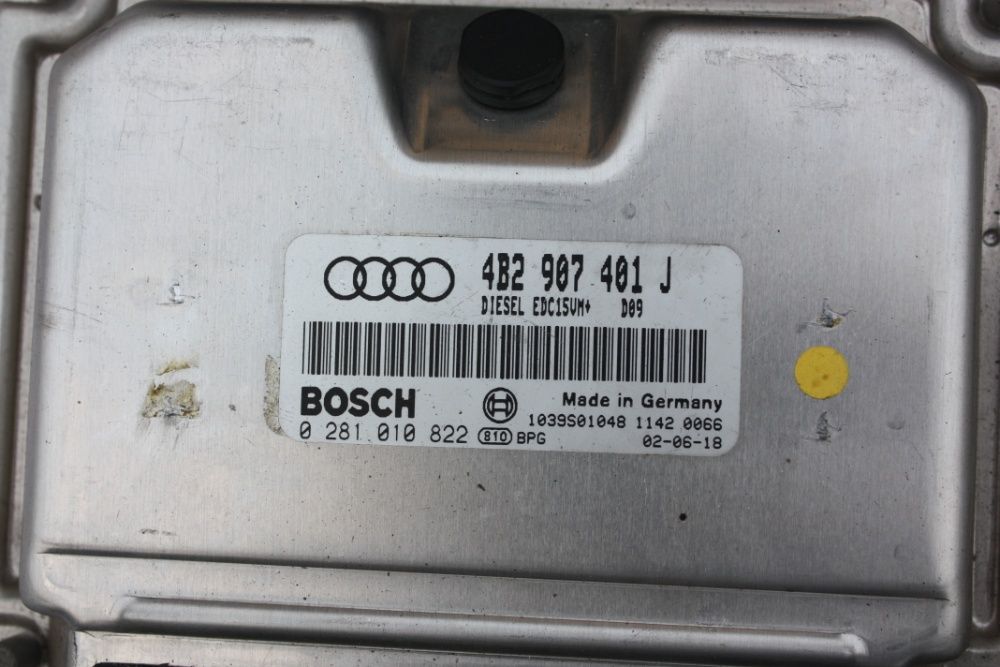 4B2 907 401 J
DIESEL EDC15VM+ D09
BOSCH
Made in Germany
1039S01048 1142 0066
0 281 010 822 810 BPG
02-06-18